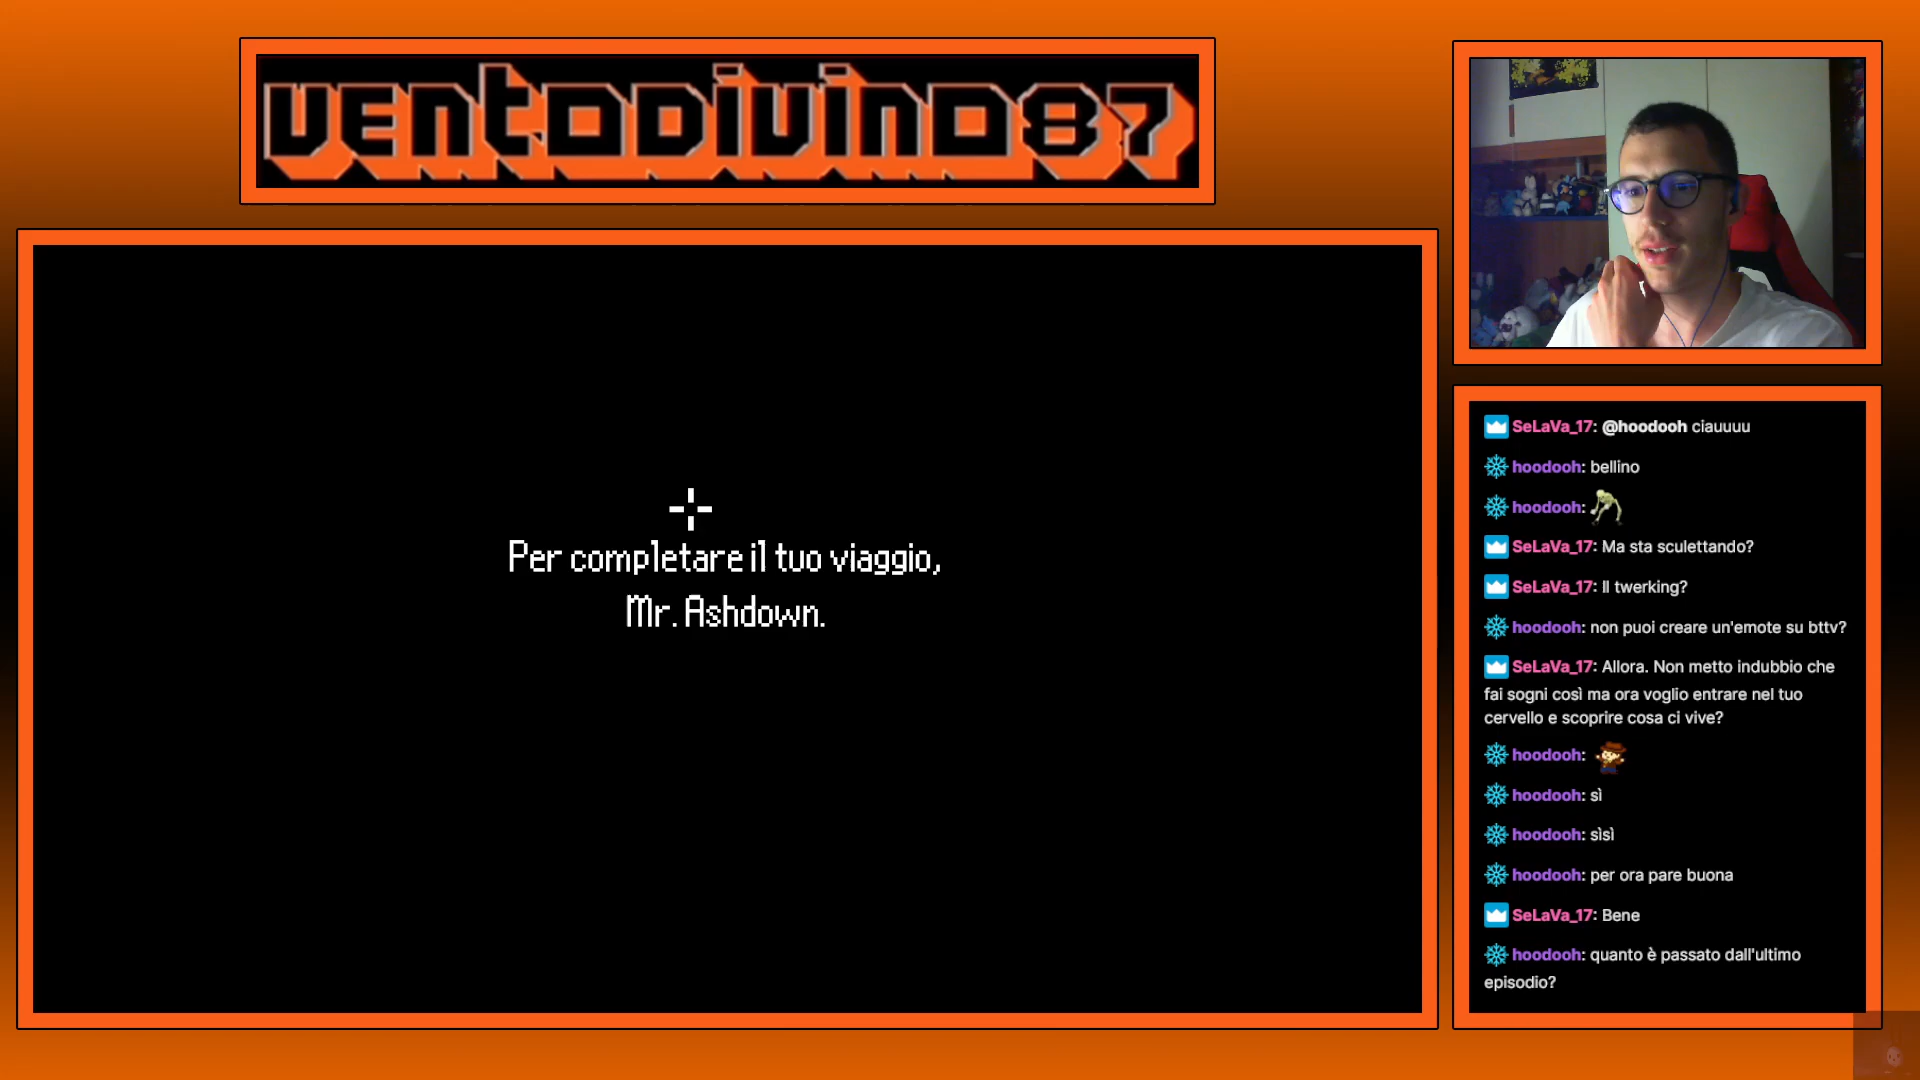 VENTODIVINO87
Per completare il tuo viaggio,
Mr. Ashdown.
SeLaVa_17: @hoodooh ciauuuu
hoodooh: bellino
hoodooh:
SeLaVa_17: Ma sta sculettando?
SeLaVa_17: Il twerking?
hoodooh: non puoi creare un'emote su bttv?
SeLaVa_17: Allora. Non metto indubbio che
fai sogni così ma ora voglio entrare nel tuo
cervello e scoprire cosa ci vive?
hoodooh:
hoodooh: sì
hoodooh: sìsì
hoodooh: per ora pare buona
SeLaVa_17: Bene
hoodooh: quanto è passato dall'ultimo
episodio?